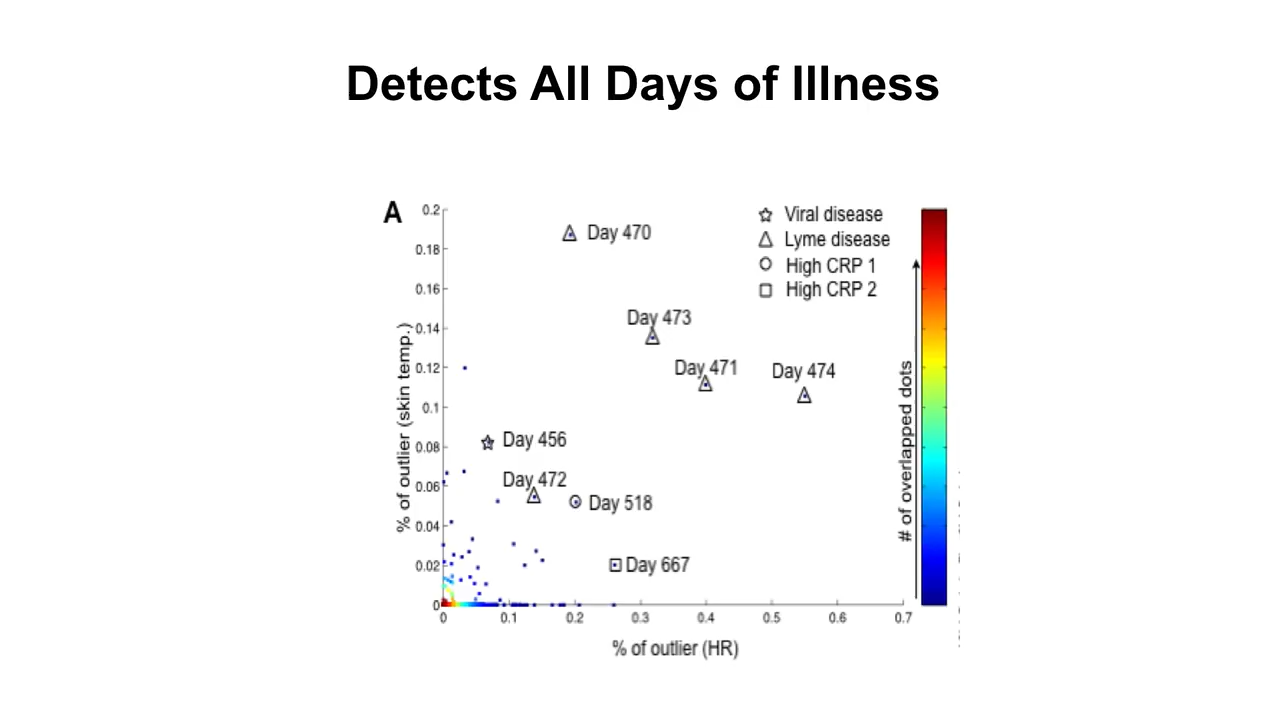 Detects All Days of Illness
A
Viral disease
Lyme disease
High CRP 1
High CRP 2
Day 470
Day 473
Day 471
Day 474
Day 456
Day 472
Day 518
Day 667
% of outlier (skin temp.)
0.2
0.18
0.16
0.14
0.12
0.1
0.08
0.06
0.04
0.02
0
0
0.1
0.2
0.3
0.4
0.5
0.6
0.7
% of outlier (HR)
# of overlapped dots